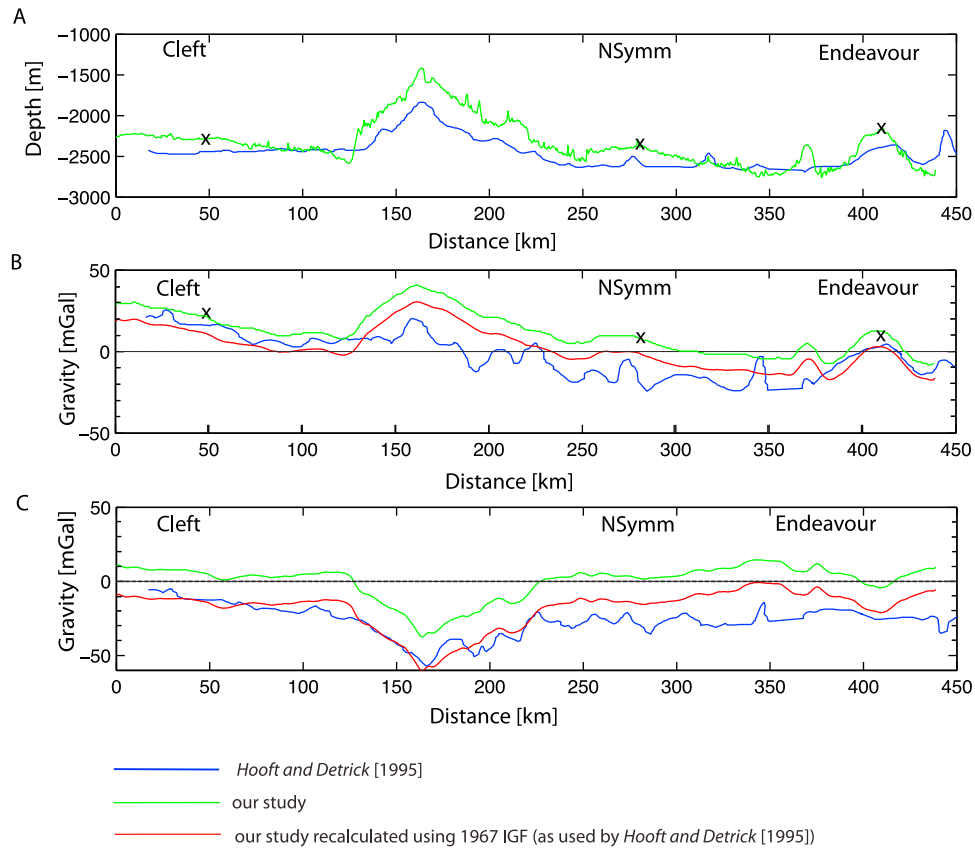 A
Cleft NSymm Endeavour
−1000
−1500
−2000
−2500
−3000
Depth [m]
x x x
0 50 100 150 200 250 300 350 400 450
Distance [km]
B
Cleft NSymm Endeavour
50
0
−50
Gravity [mGal]
x x x
0 50 100 150 200 250 300 350 400 450
Distance [km]
C
Cleft NSymm Endeavour
50
0
−50
Gravity [mGal]
0 50 100 150 200 250 300 350 400 450
Distance [km]
Hooft and Detrick [1995]
our study
our study recalculated using 1967 IGF (as used by Hooft and Detrick [1995])